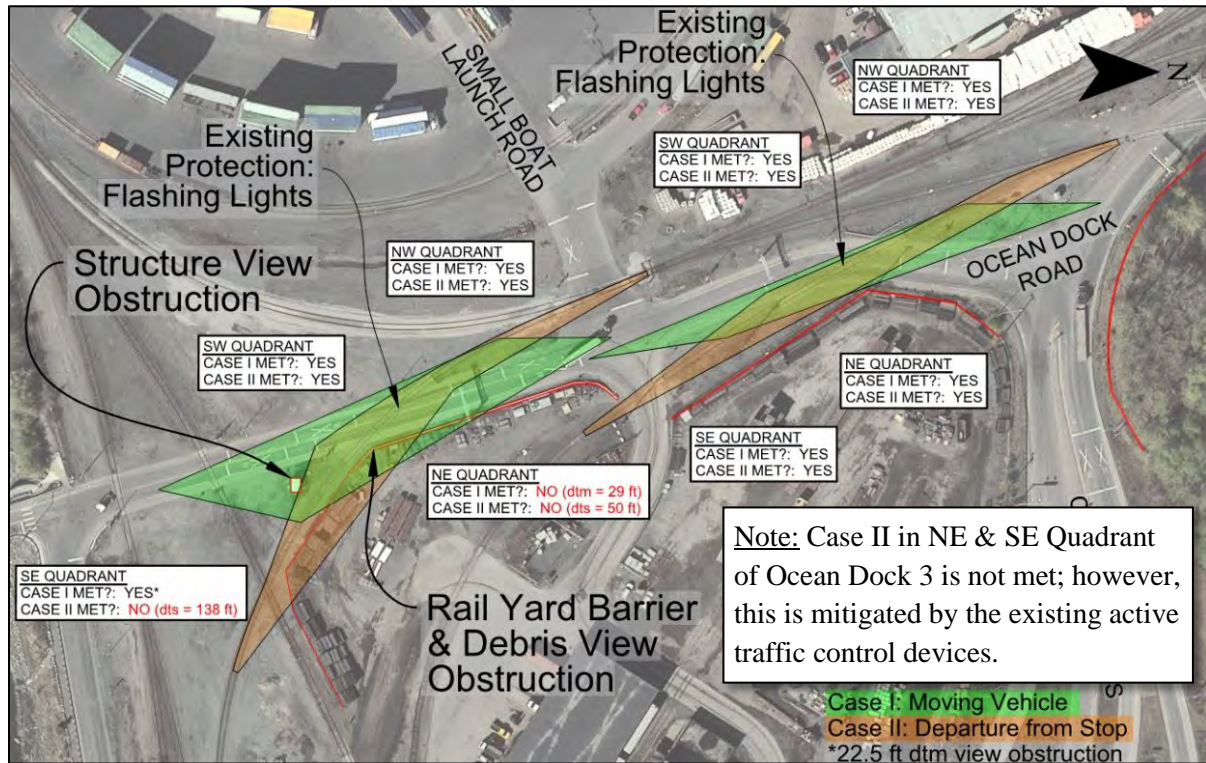 Existing
Protection:
Flashing Lights
SMALL BOAT
LAUNCH ROAD
Existing
Protection:
Flashing Lights
NW QUADRANT
CASE I MET?: YES
CASE II MET?: YES
N
SW QUADRANT
CASE I MET?: YES
CASE II MET?: YES
Structure View
Obstruction
NW QUADRANT
CASE I MET?: YES
CASE II MET?: YES
OCEAN DOCK
ROAD
SW QUADRANT
CASE I MET?: YES
CASE II MET?: YES
NE QUADRANT
CASE I MET?: YES
CASE II MET?: YES
SE QUADRANT
CASE I MET?: YES
CASE II MET?: YES
NE QUADRANT
CASE I MET?: NO (dtm = 29 ft)
CASE II MET?: NO (dts = 50 ft)
SE QUADRANT
CASE I MET?: YES*
CASE II MET?: NO (dts = 138 ft)
Rail Yard Barrier
& Debris View
Obstruction
Note: Case II in NE & SE Quadrant
of Ocean Dock 3 is not met; however,
this is mitigated by the existing active
traffic control devices.
Case I: Moving Vehicle
Case II: Departure from Stop
*22.5 ft dtm view obstruction